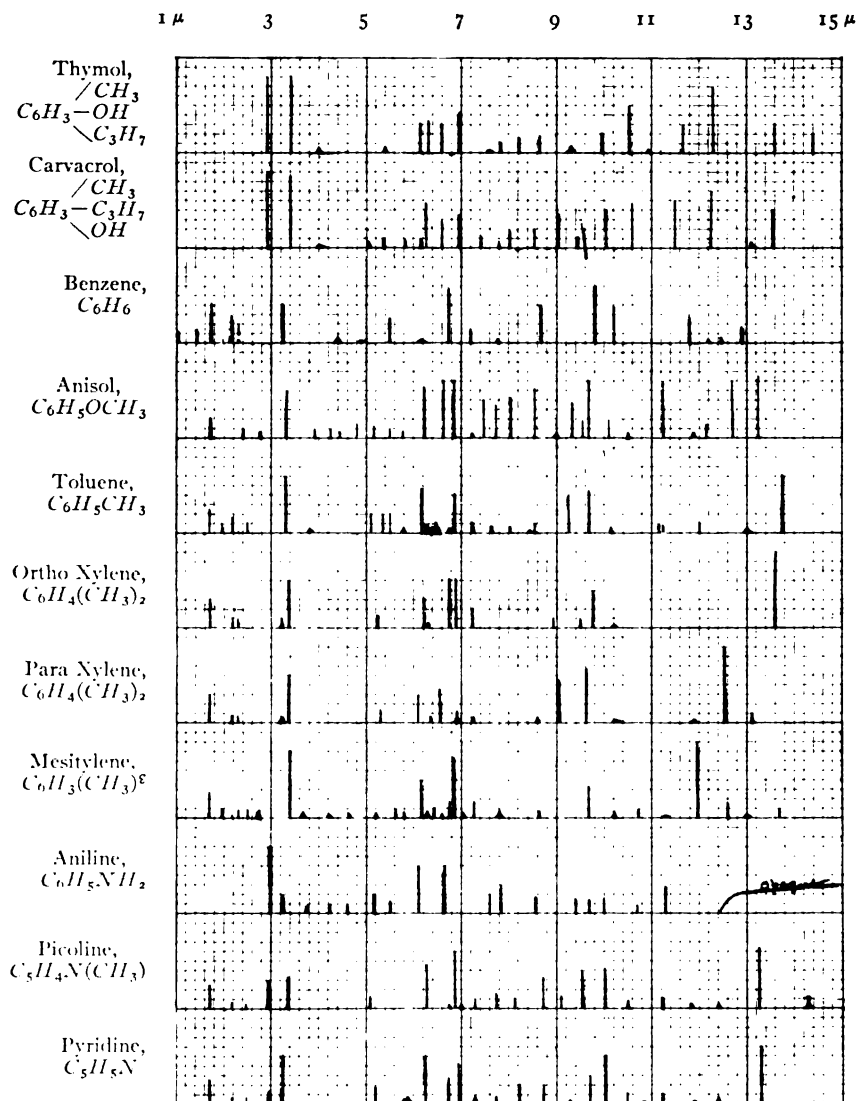 1 μ 3 5 7 9 11 13 15 μ
Thymol,
/CH₃
C₆H₃—OH
\C₃H₇
Carvacrol,
/CH₃
C₆H₃—C₃H₇
\OH
Benzene,
C₆H₆
Anisol,
C₆H₅OCH₃
Toluene,
C₆H₅CH₃
Ortho Xylene,
C₆H₄(CH₃)₂
Para Xylene,
C₆H₄(CH₃)₂
Mesitylene,
C₆H₃(CH₃)ε
Aniline,
C₆H₅NH₂
opaque
Picoline,
C₅H₄N(CH₃)
Pyridine,
C₅H₅N